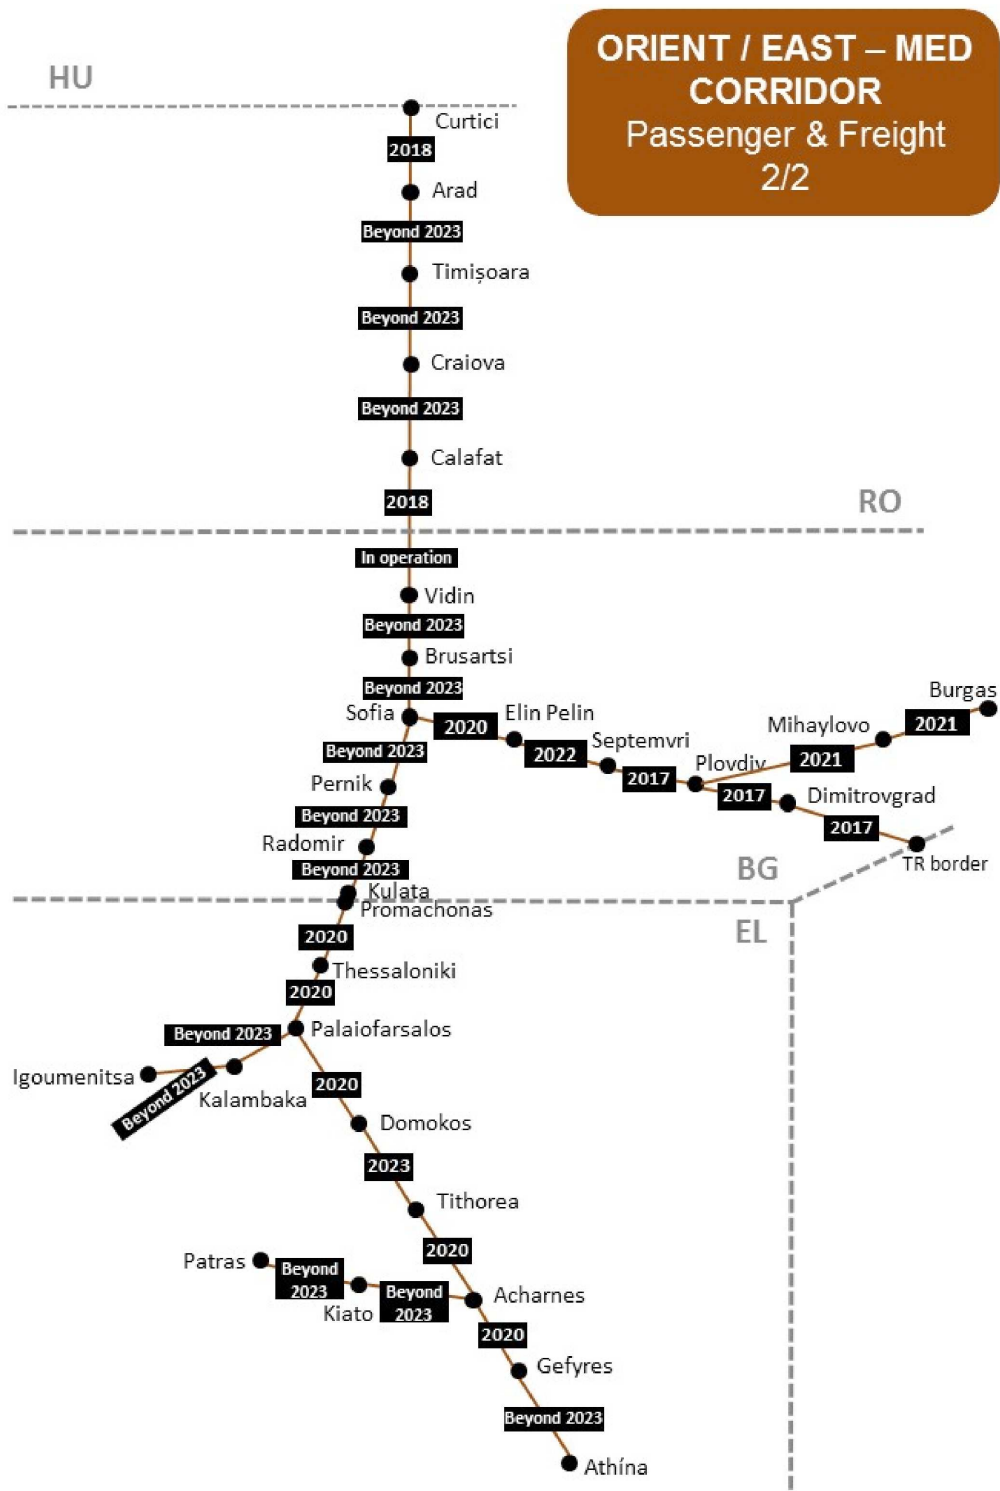 ORIENT / EAST – MED
CORRIDOR
Passenger & Freight
2/2
HU
Curtici
2018
Arad
Beyond 2023
Timișoara
Beyond 2023
Craiova
Beyond 2023
Calafat
2018
RO
In operation
Vidin
Beyond 2023
Brusartsi
Beyond 2023
Sofia
2020
Elin Pelin
2022
Septemvri
2017
Plovdiv
2021
Mihaylovo
2021
Burgas
2017
Dimitrovgrad
2017
TR border
Beyond 2023
Pernik
Beyond 2023
Radomir
Beyond 2023
BG
Kulata
Promachonas
EL
2020
Thessaloniki
2020
Palaiofarsalos
Beyond 2023
Igoumenitsa
Beyond 2023
Kalambaka
2020
Domokos
2023
Tithorea
2020
Patras
Beyond
2023
Kiato
Beyond
2023
Acharnes
2020
Gefyres
Beyond 2023
Athína